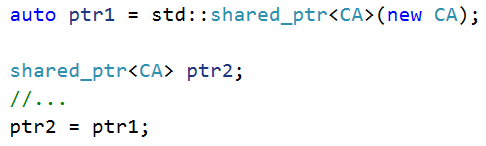 auto ptr1 = std::shared_ptr<CA>(new CA);
shared_ptr<CA> ptr2;
//...
ptr2 = ptr1;